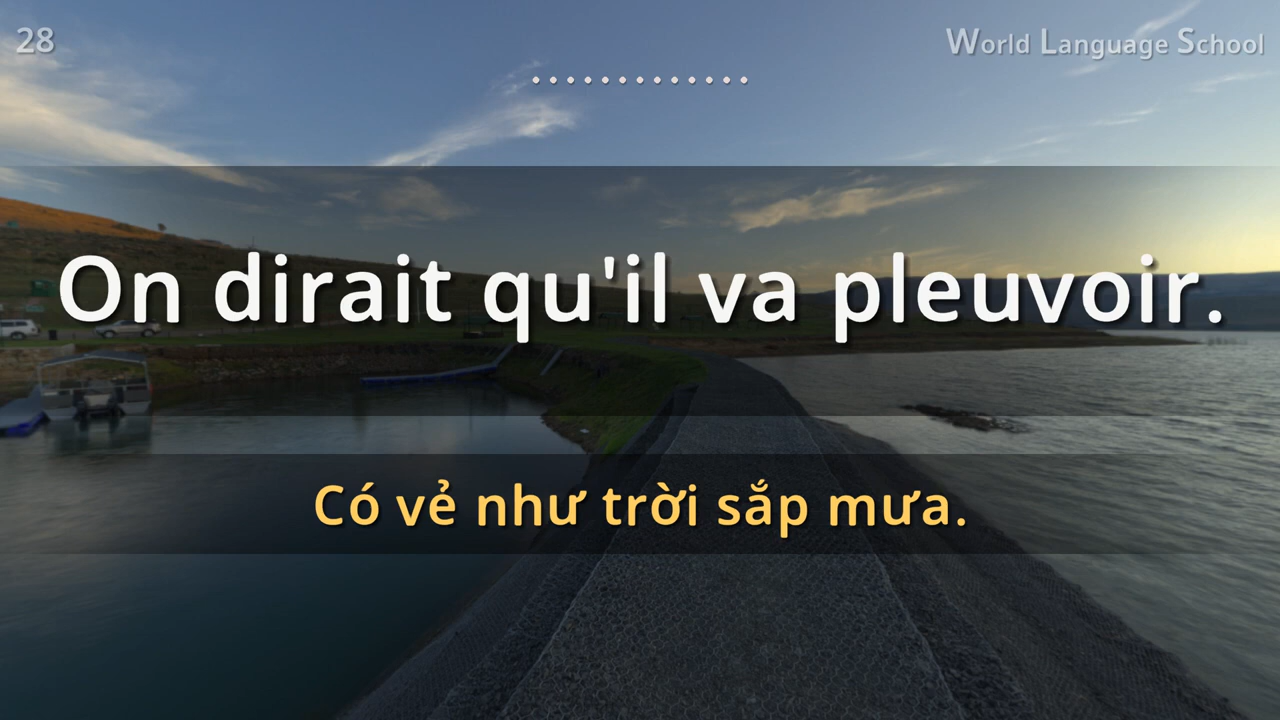 28
World Language School
On dirait qu'il va pleuvoir.
Có vẻ như trời sắp mưa.